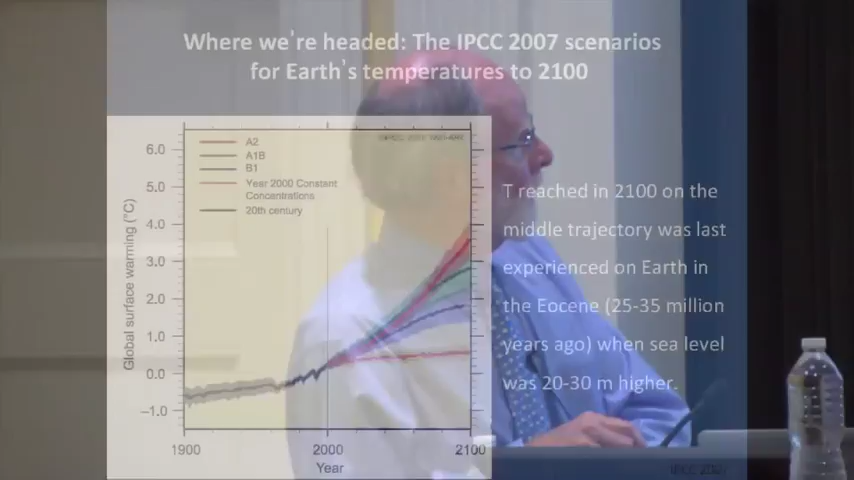 Where we're headed: The IPCC 2007 scenarios
for Earth's temperatures to 2100
6.0
5.0
4.0
3.0
2.0
1.0
0.0
−1.0
Global surface warming (°C)
A2
A1B
B1
Year 2000 Constant
Concentrations
20th century
1900
2000
2100
Year
T reached in 2100 on the
middle trajectory was last
experienced on Earth in
the Eocene (25-35 million
years ago) when sea level
was 20-30 m higher.